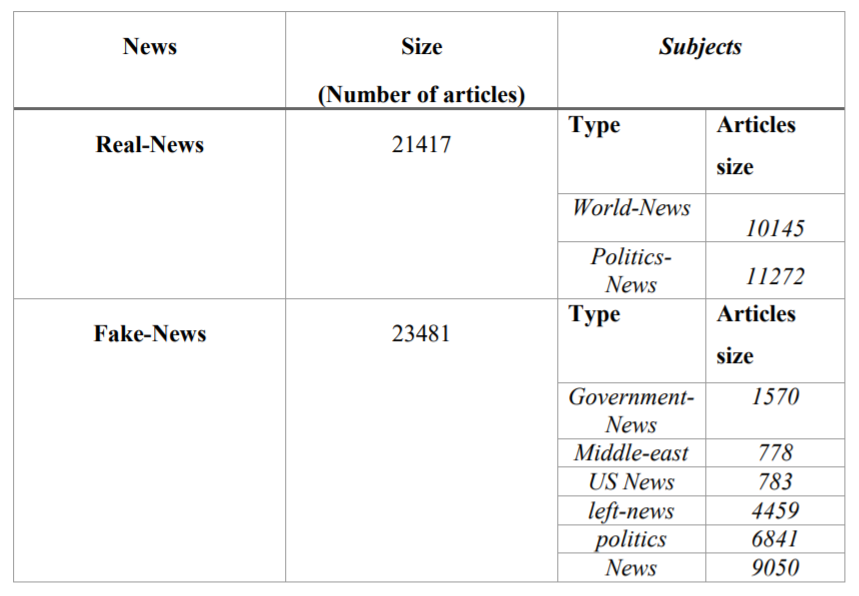 News Size Subjects
(Number of articles)
Real-News 21417 Type Articles
size
World-News 10145
Politics-
News 11272
Fake-News 23481 Type Articles
size
Government- 1570
News
Middle-east 778
US News 783
left-news 4459
politics 6841
News 9050